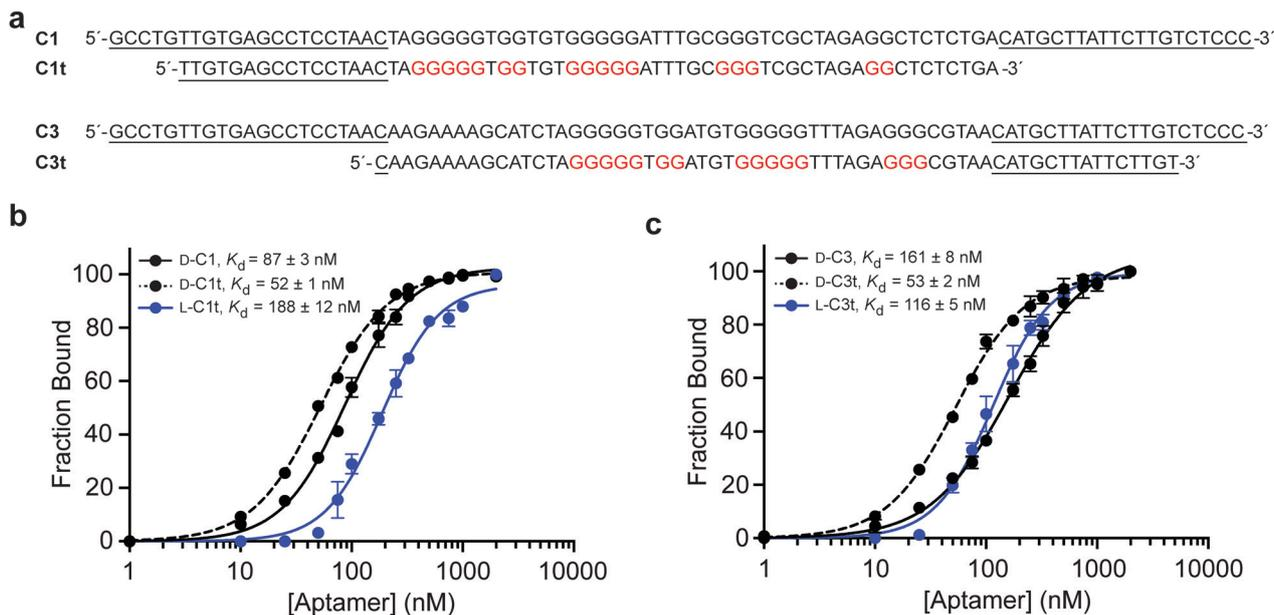 a
C1 5´-GCCTGTTGTGAGCCTCCTAACTAGGGGGTGGTGTGGGGGATTTGCGGGTCGCTAGAGGCTCTCTGACATGCTTATTCTTGTCTCCC-3´
C1t 5´-TTGTGAGCCTCCTAACTAGGGGGTGGTGTGGGGGATTTGCGGGTCGCTAGAGGCTCTCTGA-3´
C3 5´-GCCTGTTGTGAGCCTCCTAACAAGAAAAGCATCTAGGGGGTGGATGTGGGGGTTTAGAGGGCGTAACATGCTTATTCTTGTCTCCC-3´
C3t 5´-CAAGAAAAGCATCTAGGGGGTGGATGTGGGGGTTTAGAGGGCGTAACATGCTTATTCTTGT-3´
b
D-C1, Kd = 87 ± 3 nM
D-C1t, Kd = 52 ± 1 nM
L-C1t, Kd = 188 ± 12 nM
Fraction Bound
100
80
60
40
20
0
1 10 100 1000 10000
[Aptamer] (nM)
c
D-C3, Kd = 161 ± 8 nM
D-C3t, Kd = 53 ± 2 nM
L-C3t, Kd = 116 ± 5 nM
Fraction Bound
100
80
60
40
20
0
1 10 100 1000 10000
[Aptamer] (nM)